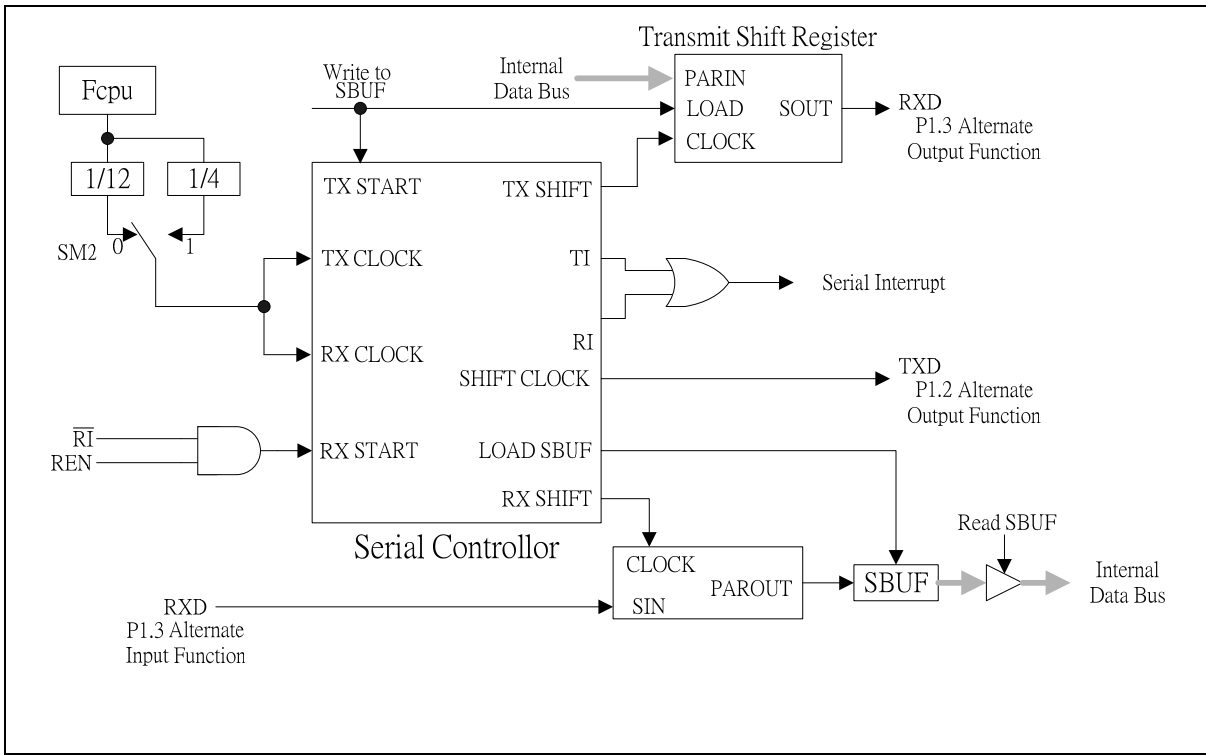 Transmit Shift Register
Fcpu
Write to
SBUF
Internal
Data Bus
PARIN
LOAD
SOUT
CLOCK
RXD
P1.3 Alternate
Output Function
1/12
1/4
TX START
TX SHIFT
SM2
0
1
TX CLOCK
TI
Serial Interrupt
RX CLOCK
RI
SHIFT CLOCK
TXD
P1.2 Alternate
Output Function
R̅I̅
REN
RX START
LOAD SBUF
RX SHIFT
Serial Controllor
Read SBUF
CLOCK
PAROUT
SIN
SBUF
Internal
Data Bus
RXD
P1.3 Alternate
Input Function